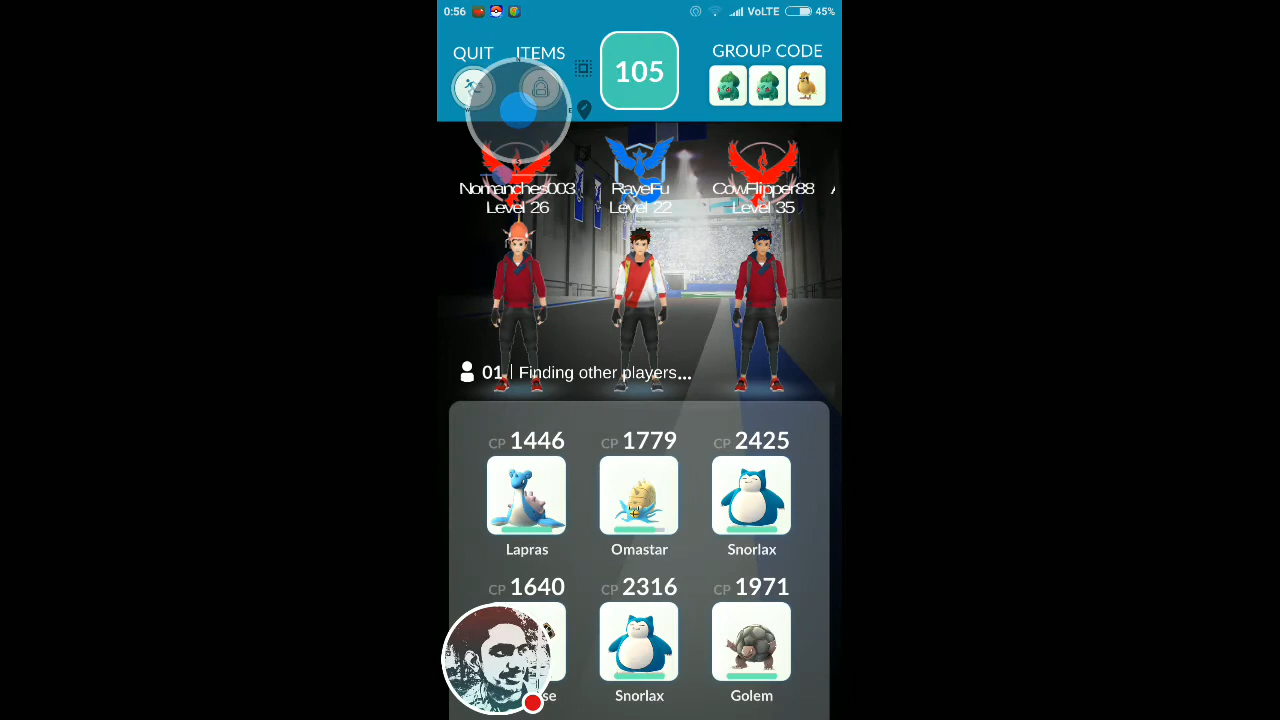 0:56 VoLTE 45%
QUIT ITEMS 105 GROUP CODE
Nomanches003 RayeFu CowFlipper88
Level 26 Level 22 Level 35
01 | Finding other players...
CP 1446 CP 1779 CP 2425
Lapras Omastar Snorlax
CP 1640 CP 2316 CP 1971
se Snorlax Golem